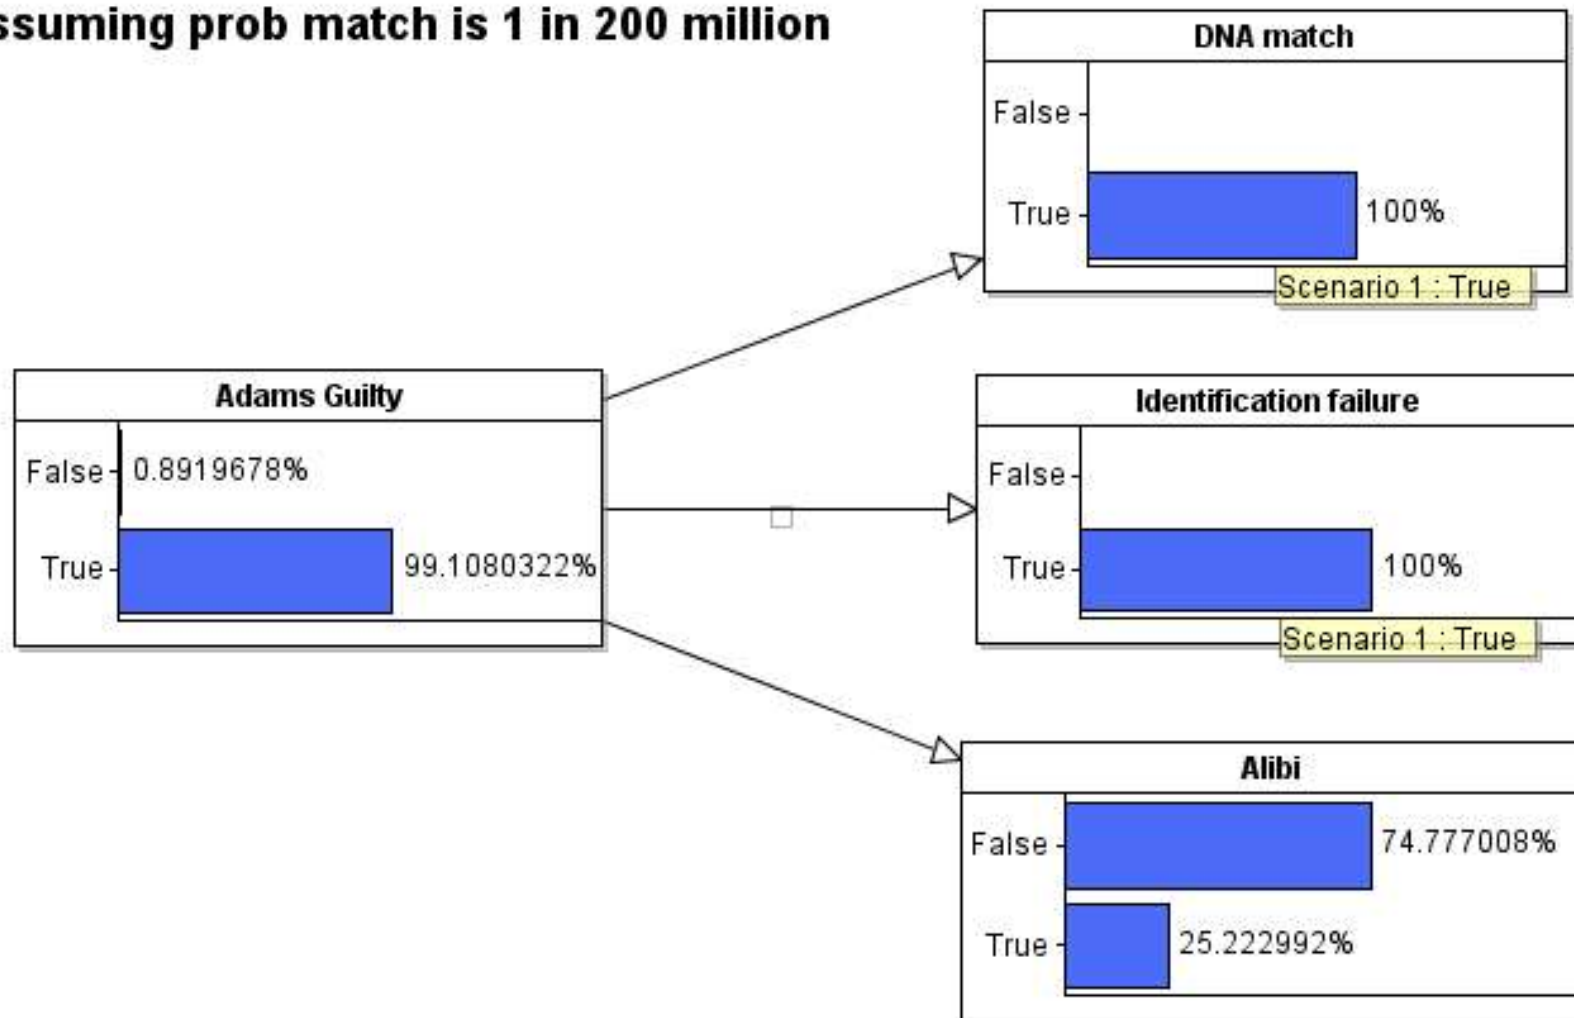 ssuming prob match is 1 in 200 million
DNA match
False
True
100%
Scenario 1 : True
Adams Guilty
False
0.8919678%
True
99.1080322%
Identification failure
False
True
100%
Scenario 1 : True
Alibi
False
74.777008%
True
25.222992%